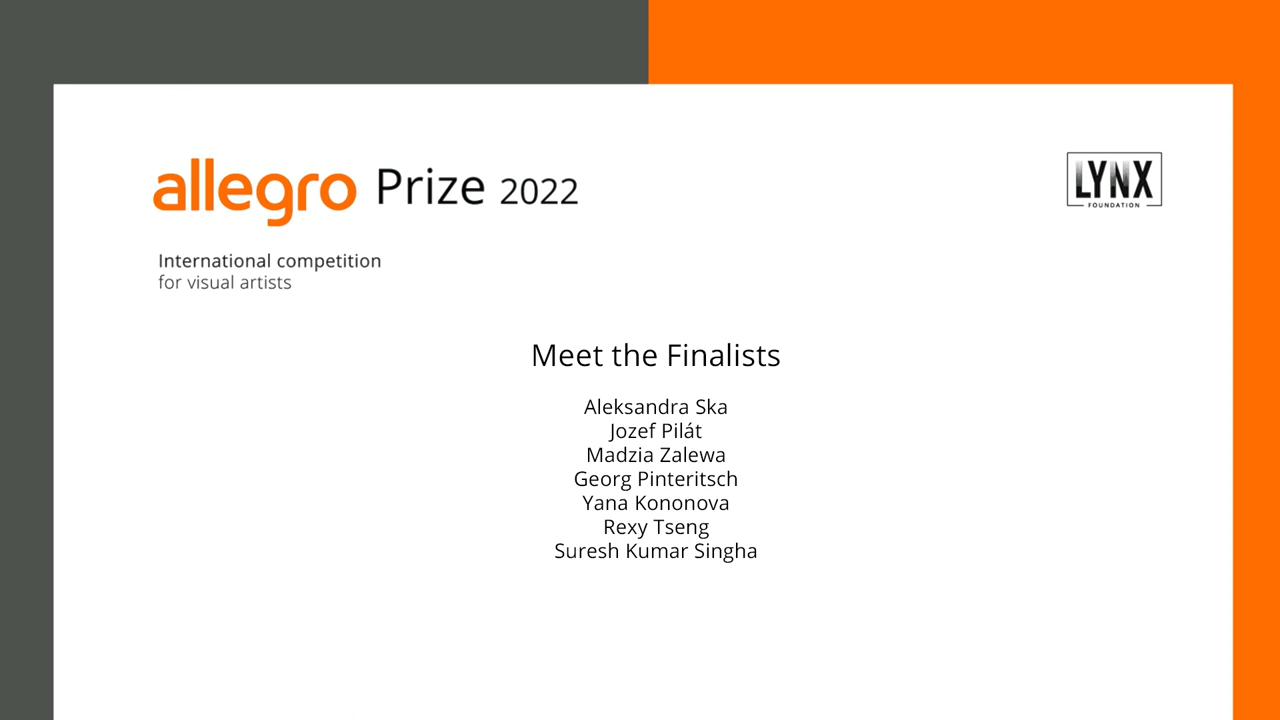 allegro Prize 2022
LYNX
FOUNDATION
International competition
for visual artists
Meet the Finalists
Aleksandra Ska
Jozef Pilát
Madzia Zalewa
Georg Pinteritsch
Yana Kononova
Rexy Tseng
Suresh Kumar Singha